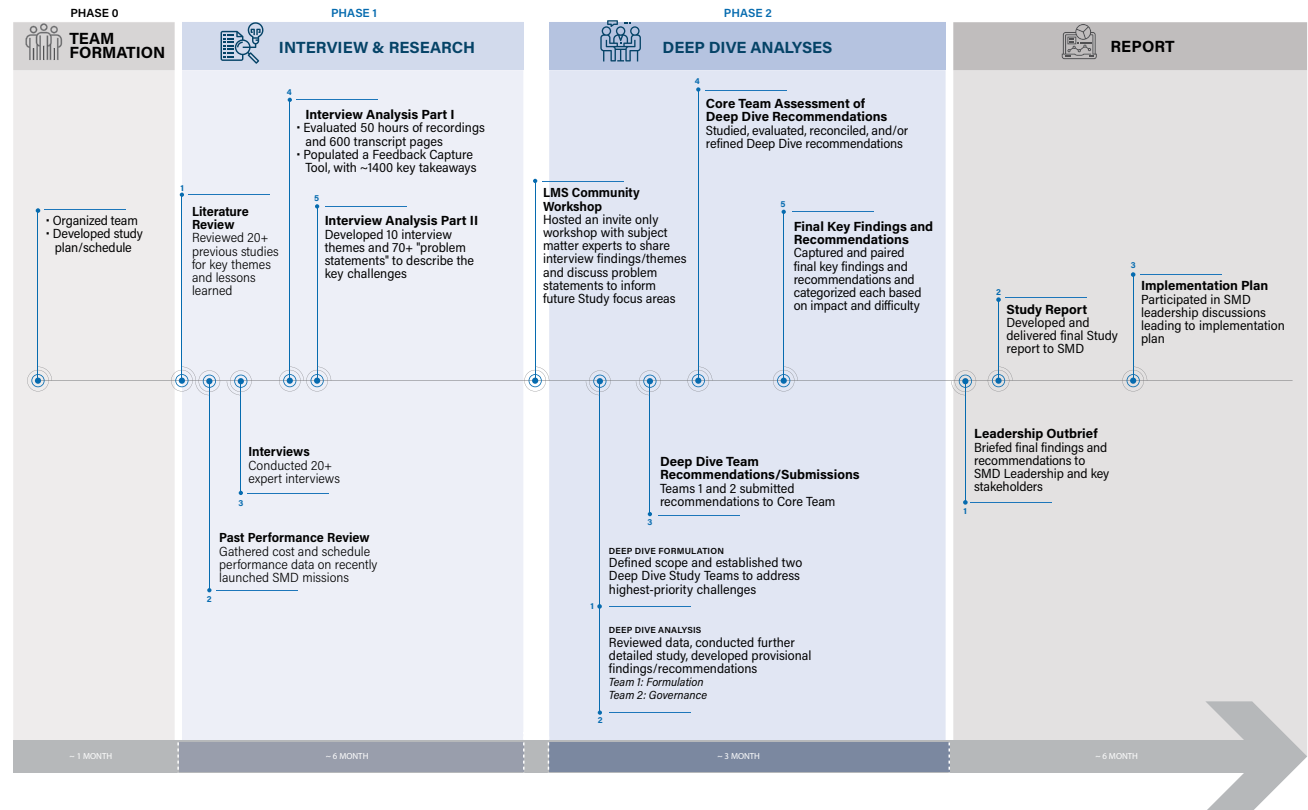 PHASE 0
TEAM
FORMATION
• Organized team
• Developed study
plan/schedule
~ 1 MONTH
PHASE 1
INTERVIEW & RESEARCH
1
Literature
Review
Reviewed 20+
previous studies
for key themes
and lessons
learned
Past Performance Review
Gathered cost and schedule
performance data on recently
launched SMD missions
2
Interviews
Conducted 20+
expert interviews
3
4
Interview Analysis Part I
• Evaluated 50 hours of recordings
and 600 transcript pages
• Populated a Feedback Capture
Tool, with ~1400 key takeaways
5
Interview Analysis Part II
Developed 10 interview
themes and 70+ "problem
statements" to describe the
key challenges
~ 6 MONTH
LMS Community
Workshop
Hosted an invite only
workshop with subject
matter experts to share
interview findings/themes
and discuss problem
statements to inform
future Study focus areas
PHASE 2
DEEP DIVE ANALYSES
DEEP DIVE FORMULATION
Defined scope and established two
Deep Dive Study Teams to address
highest-priority challenges
1
DEEP DIVE ANALYSIS
Reviewed data, conducted further
detailed study, developed provisional
findings/recommendations
Team 1: Formulation
Team 2: Governance
2
Deep Dive Team
Recommendations/Submissions
Teams 1 and 2 submitted
recommendations to Core Team
3
4
Core Team Assessment of
Deep Dive Recommendations
Studied, evaluated, reconciled, and/or
refined Deep Dive recommendations
5
Final Key Findings and
Recommendations
Captured and paired
final key findings and
recommendations and
categorized each based
on impact and difficulty
~ 3 MONTH
REPORT
Leadership Outbrief
Briefed final findings and
recommendations to
SMD Leadership and key
stakeholders
1
2
Study Report
Developed and
delivered final Study
report to SMD
3
Implementation Plan
Participated in SMD
leadership discussions
leading to implementation
plan
~ 6 MONTH